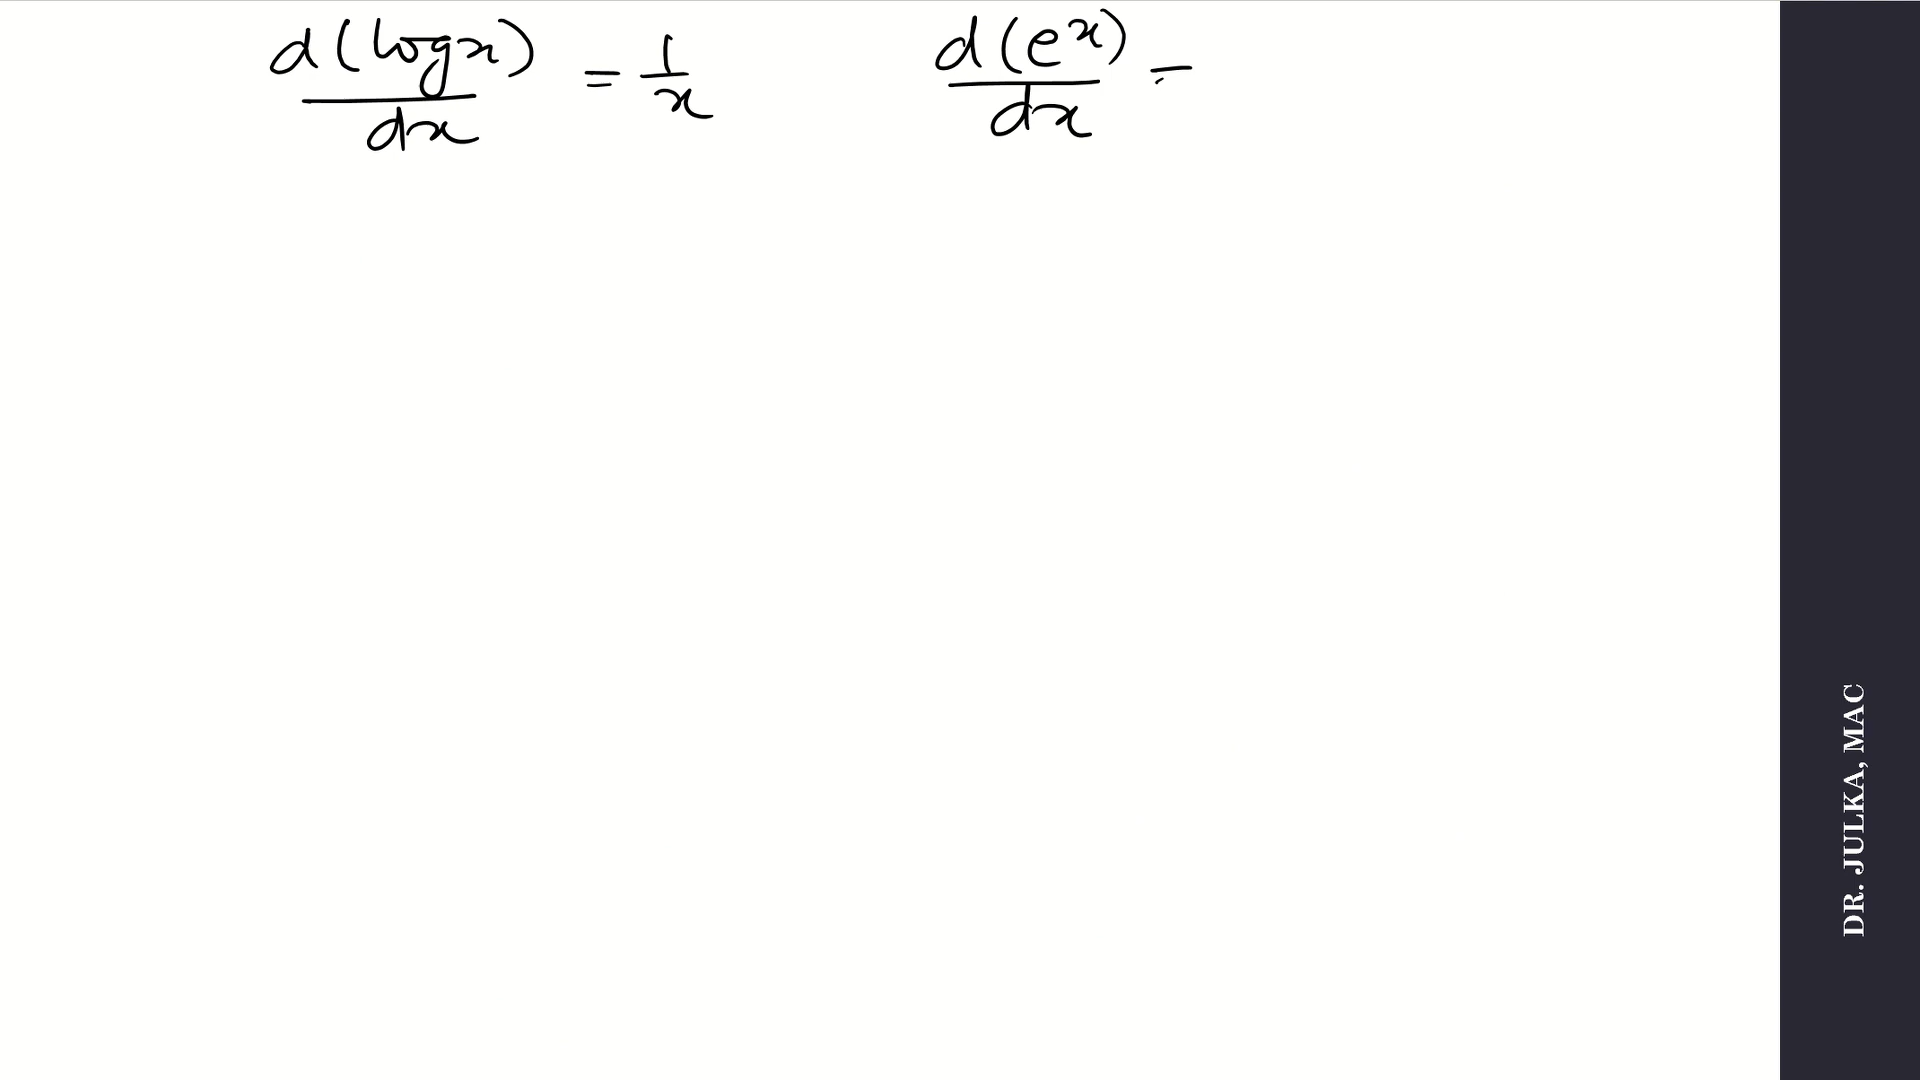 d(log x)/dx = 1/x    d(e^x)/dx =
DR. JULKA, MAC